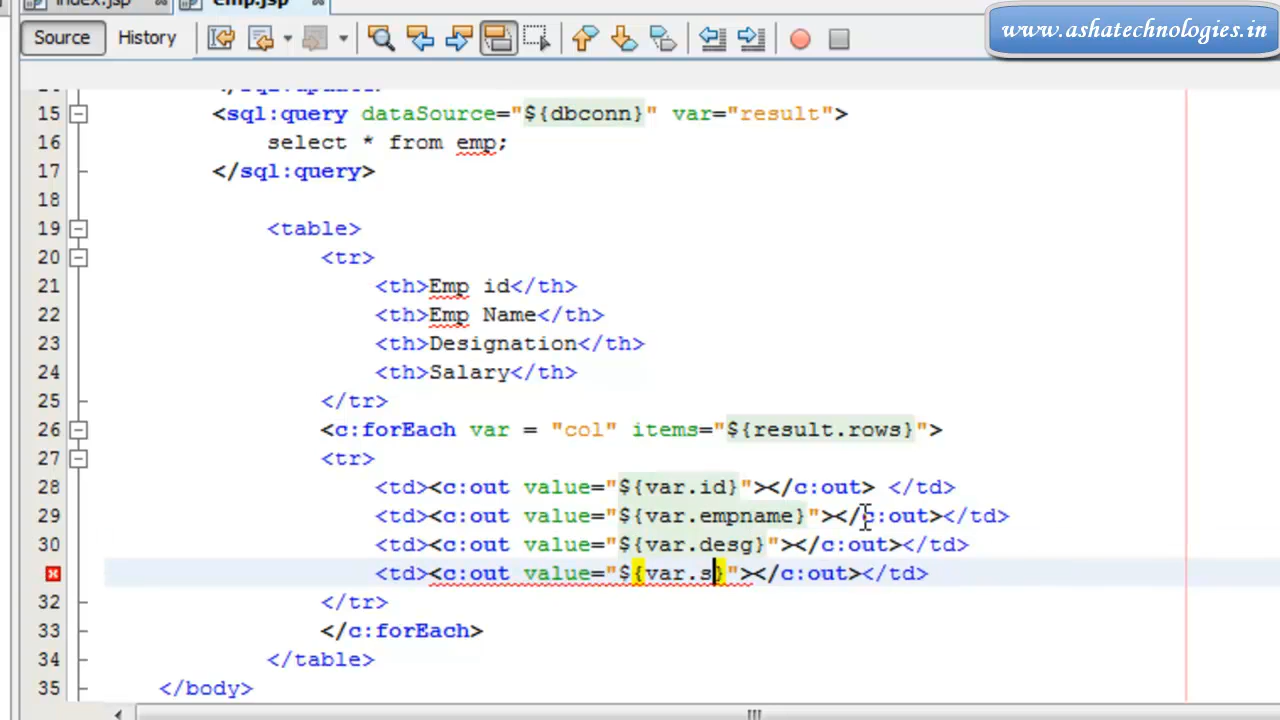 index.jsp emp.jsp
www.ashatechnologies.in
Source History
15 <sql:query dataSource="${dbconn}" var="result">
16 select * from emp;
17 </sql:query>
18
19 <table>
20 <tr>
21 <th>Emp id</th>
22 <th>Emp Name</th>
23 <th>Designation</th>
24 <th>Salary</th>
25 </tr>
26 <c:forEach var = "col" items="${result.rows}">
27 <tr>
28 <td><c:out value="${var.id}"></c:out> </td>
29 <td><c:out value="${var.empname}"></c:out></td>
30 <td><c:out value="${var.desg}"></c:out></td>
<td><c:out value="${var.s}"></c:out></td>
32 </tr>
33 </c:forEach>
34 </table>
35 </body>